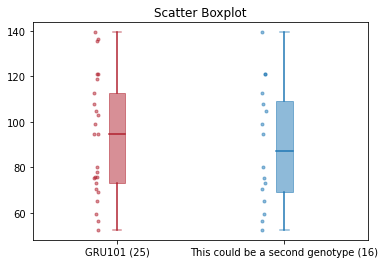 Scatter Boxplot
140
120
100
80
60
GRU101 (25)
This could be a second genotype (16)